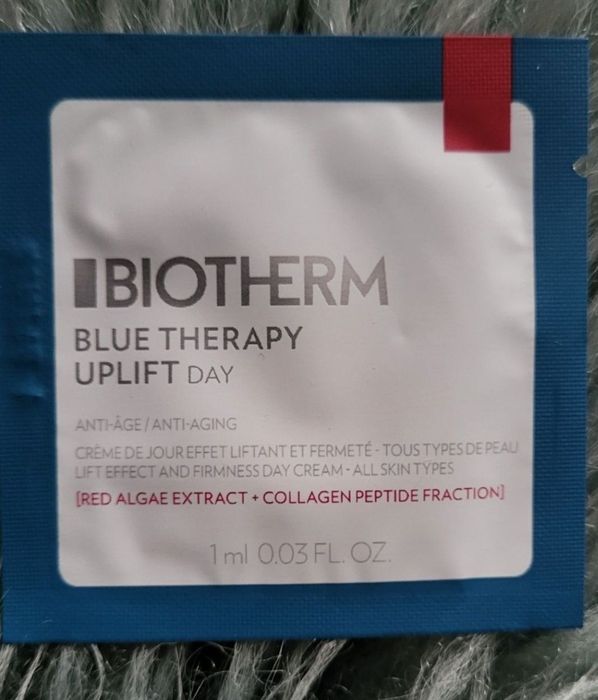 BIOTHERM
BLUE THERAPY
UPLIFT DAY
ANTI-ÂGE / ANTI-AGING
CRÈME DE JOUR EFFET LIFTANT ET FERMETÉ - TOUS TYPES DE PEAU
LIFT EFFECT AND FIRMNESS DAY CREAM - ALL SKIN TYPES
[RED ALGAE EXTRACT + COLLAGEN PEPTIDE FRACTION]
1 ml 0.03 FL. OZ.